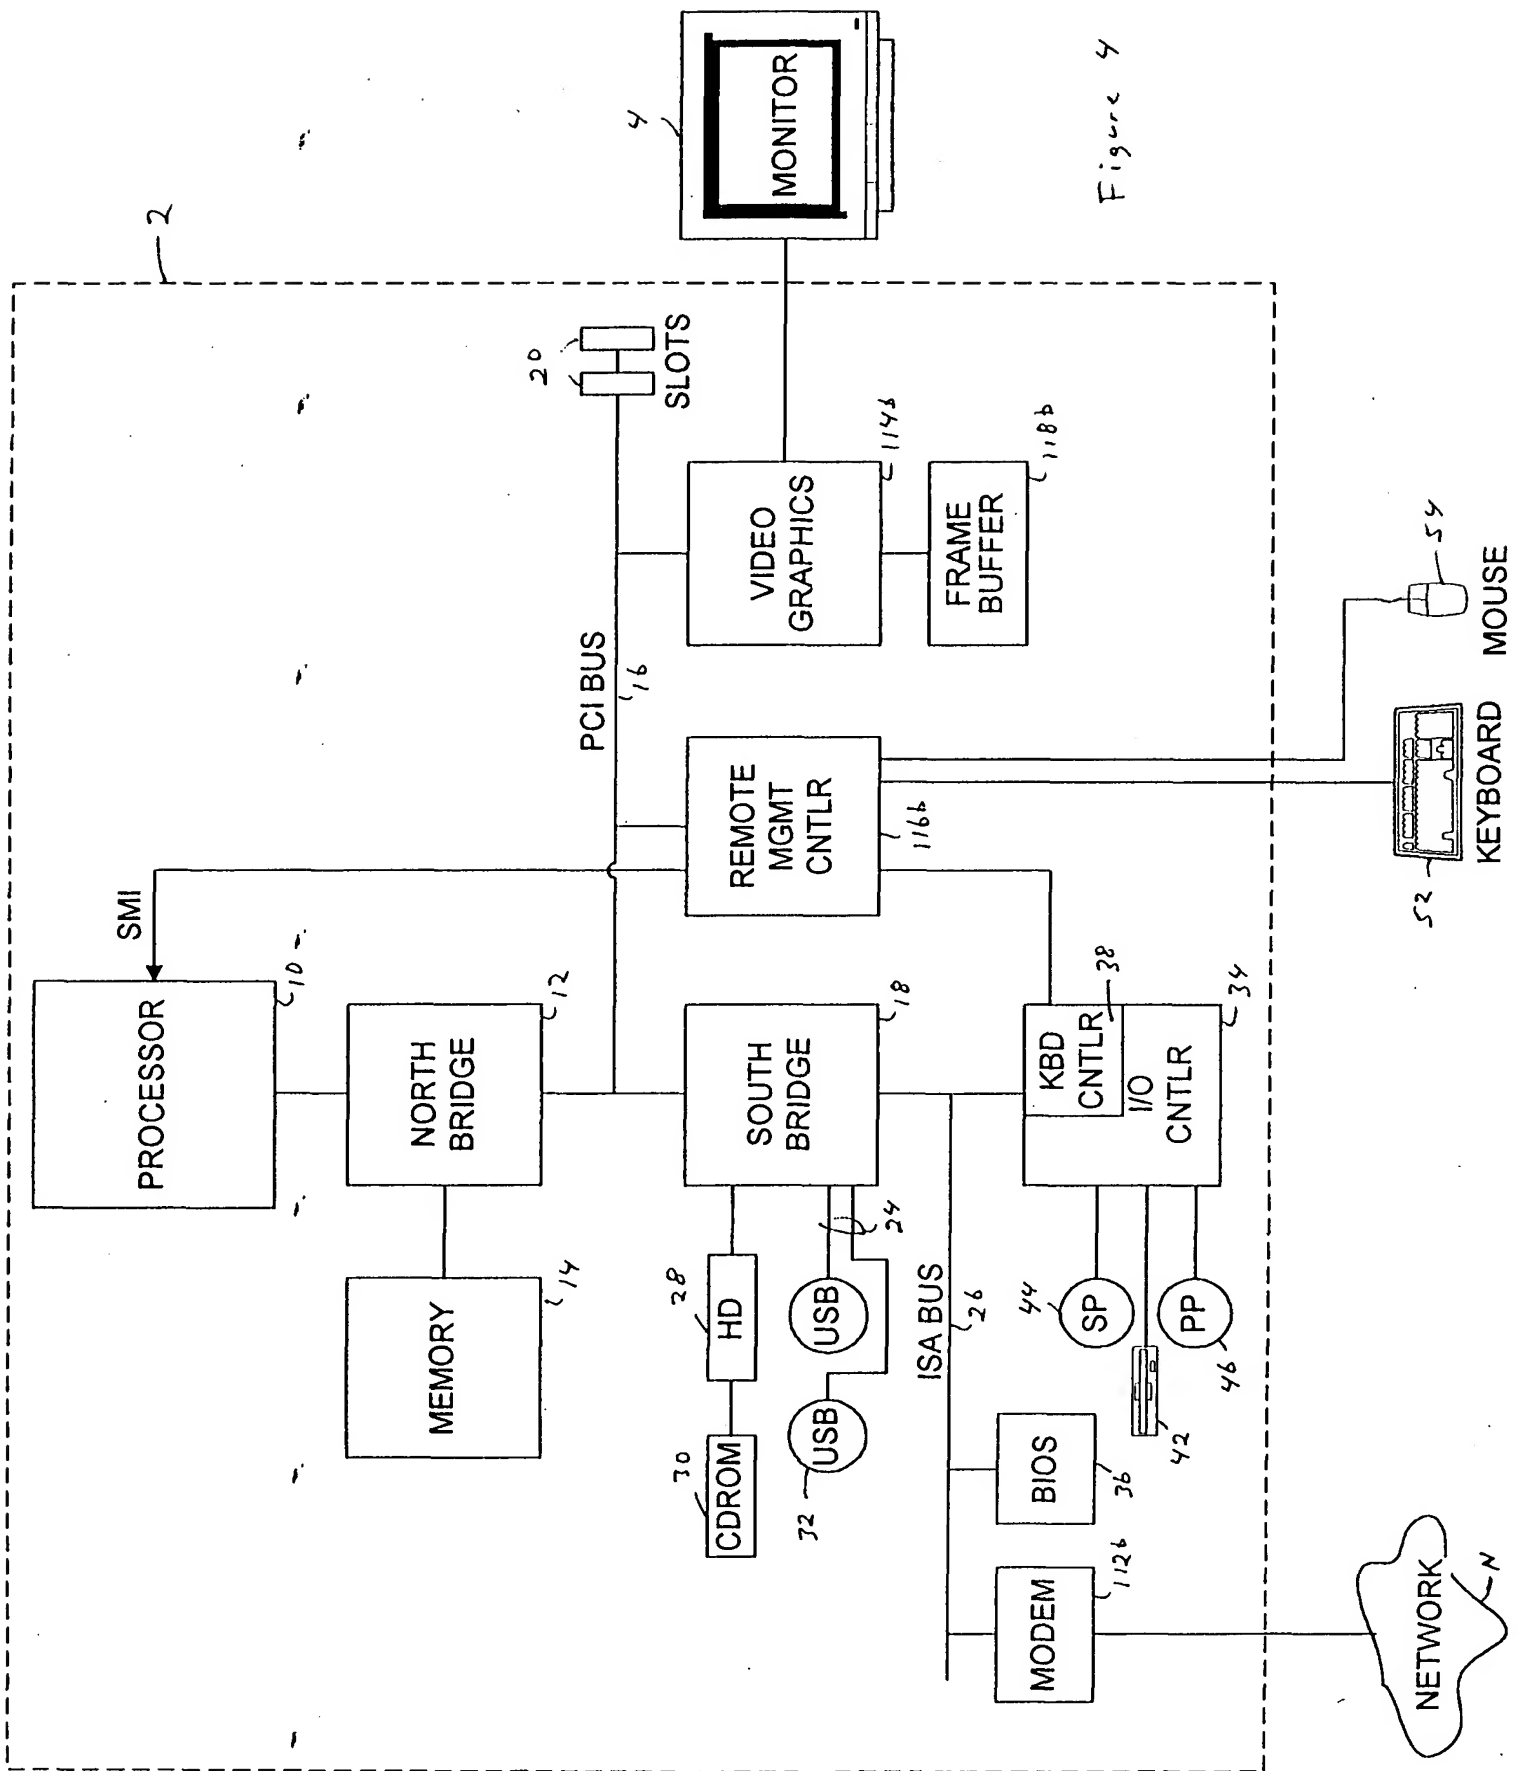 2
PROCESSOR
10
SMI
MEMORY
14
NORTH
BRIDGE
12
PCI BUS
16
20
SLOTS
4
MONITOR
CDROM
30
HD
28
USB
32
USB
24
SOUTH
BRIDGE
18
REMOTE
MGMT
CNTLR
116b
VIDEO
GRAPHICS
114b
FRAME
BUFFER
118b
Figure 4
ISA BUS
26
MODEM
112b
BIOS
36
42
SP
44
PP
46
KBD
CNTLR
38
I/O
CNTLR
34
NETWORK
N
52
KEYBOARD
54
MOUSE